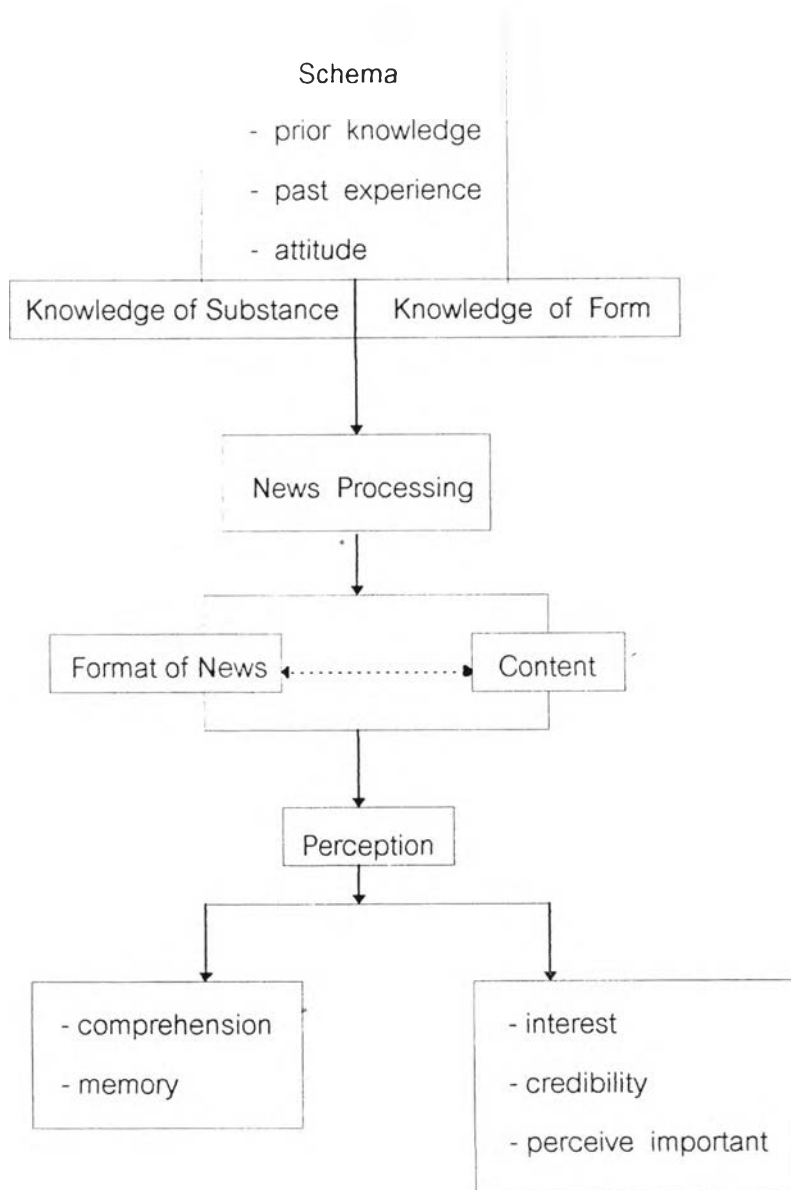 Schema
- prior knowledge
- past experience
- attitude
Knowledge of Substance
Knowledge of Form
News Processing
Format of News
Content
Perception
- comprehension
- memory
- interest
- credibility
- perceive important